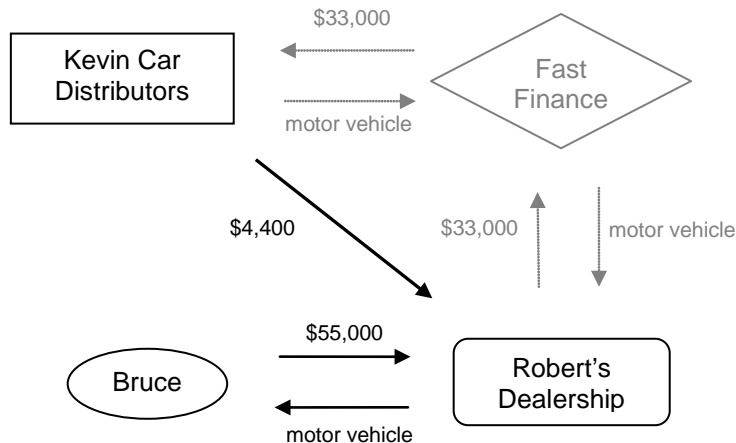 $33,000
Kevin Car
Distributors
Fast
Finance
motor vehicle
$4,400
$33,000
motor vehicle
$55,000
Bruce
Robert’s
Dealership
motor vehicle